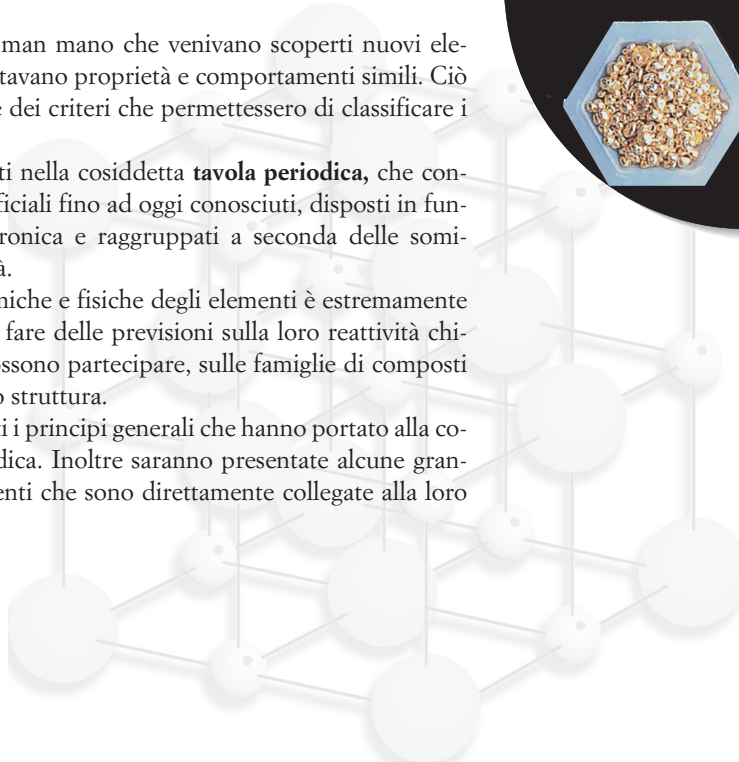 man mano che venivano scoperti nuovi ele-
tavano proprietà e comportamenti simili. Ciò
e dei criteri che permettessero di classificare i
ti nella cosiddetta tavola periodica, che con-
ficiali fino ad oggi conosciuti, disposti in fun-
ronica e raggruppati a seconda delle somi-
à.
niche e fisiche degli elementi è estremamente
fare delle previsioni sulla loro reattività chi-
ossono partecipare, sulle famiglie di composti
o struttura.
ti i principi generali che hanno portato alla co-
dica. Inoltre saranno presentate alcune gran-
enti che sono direttamente collegate alla loro